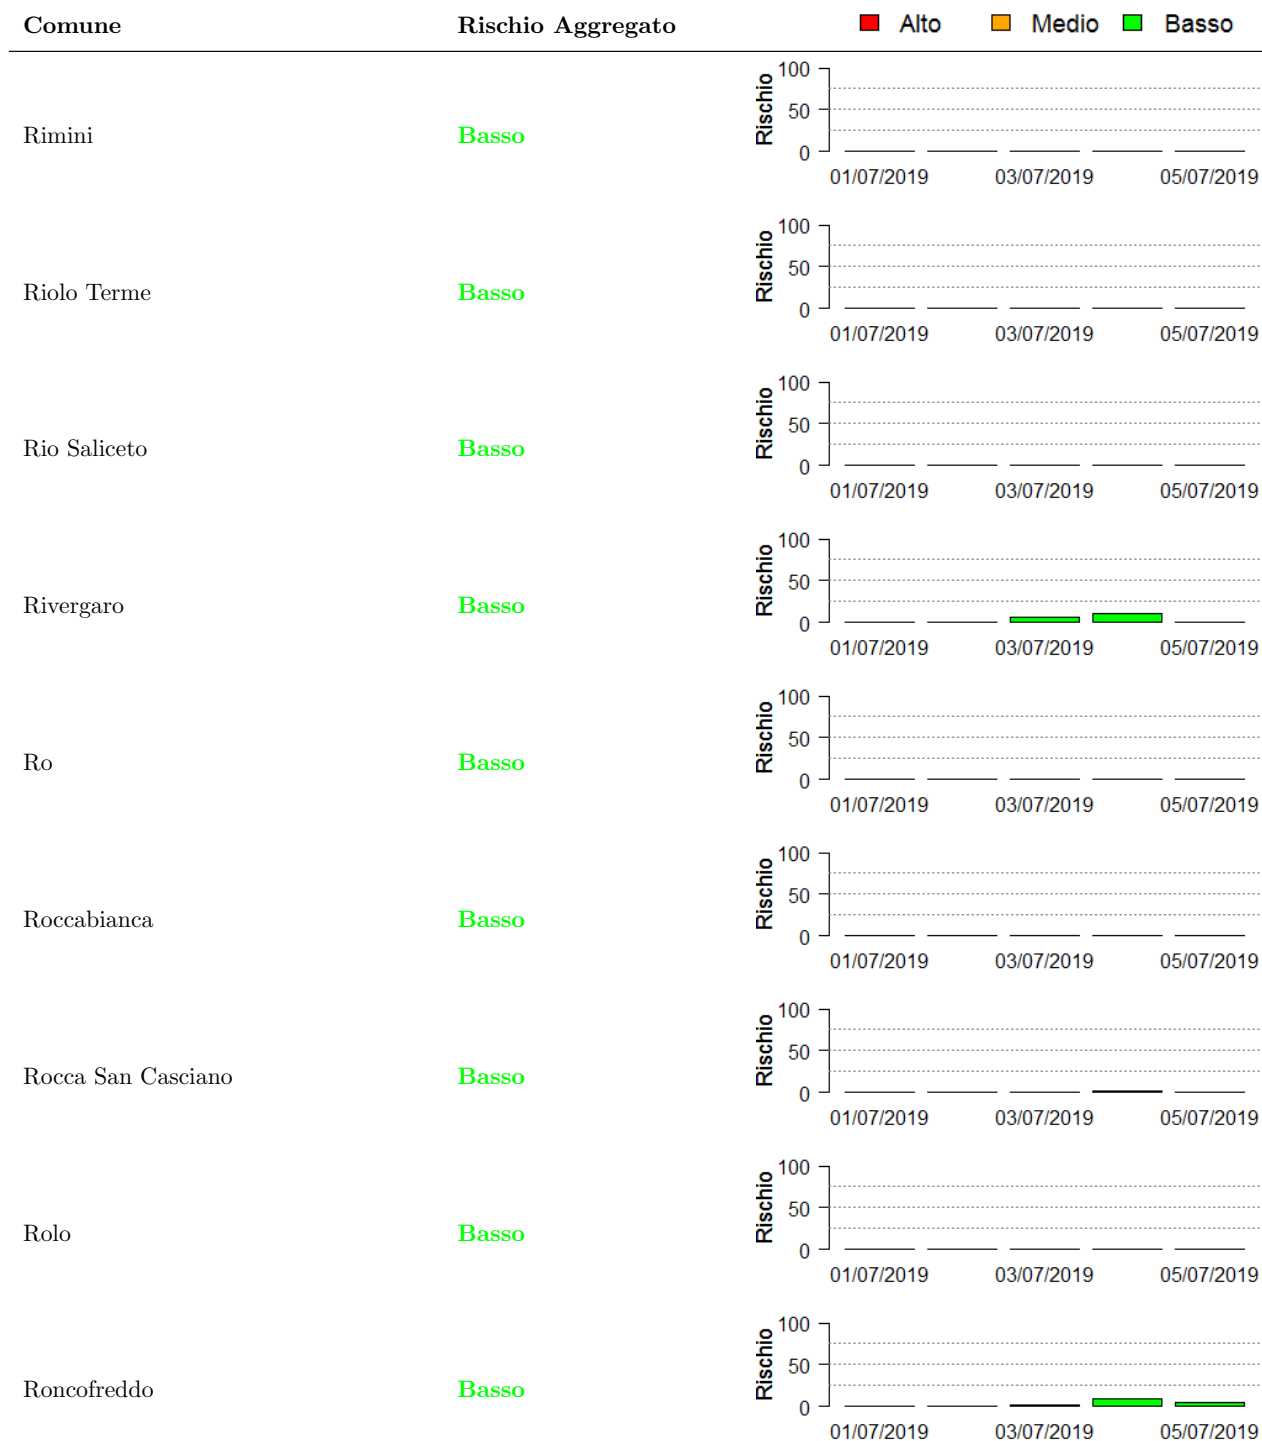 Comune Rischio Aggregato Alto Medio Basso
Rimini Basso
Rischio
100
50
0
01/07/2019 03/07/2019 05/07/2019
Riolo Terme Basso
Rischio
100
50
0
01/07/2019 03/07/2019 05/07/2019
Rio Saliceto Basso
Rischio
100
50
0
01/07/2019 03/07/2019 05/07/2019
Rivergaro Basso
Rischio
100
50
0
01/07/2019 03/07/2019 05/07/2019
Ro Basso
Rischio
100
50
0
01/07/2019 03/07/2019 05/07/2019
Roccabianca Basso
Rischio
100
50
0
01/07/2019 03/07/2019 05/07/2019
Rocca San Casciano Basso
Rischio
100
50
0
01/07/2019 03/07/2019 05/07/2019
Rolo Basso
Rischio
100
50
0
01/07/2019 03/07/2019 05/07/2019
Roncofreddo Basso
Rischio
100
50
0
01/07/2019 03/07/2019 05/07/2019